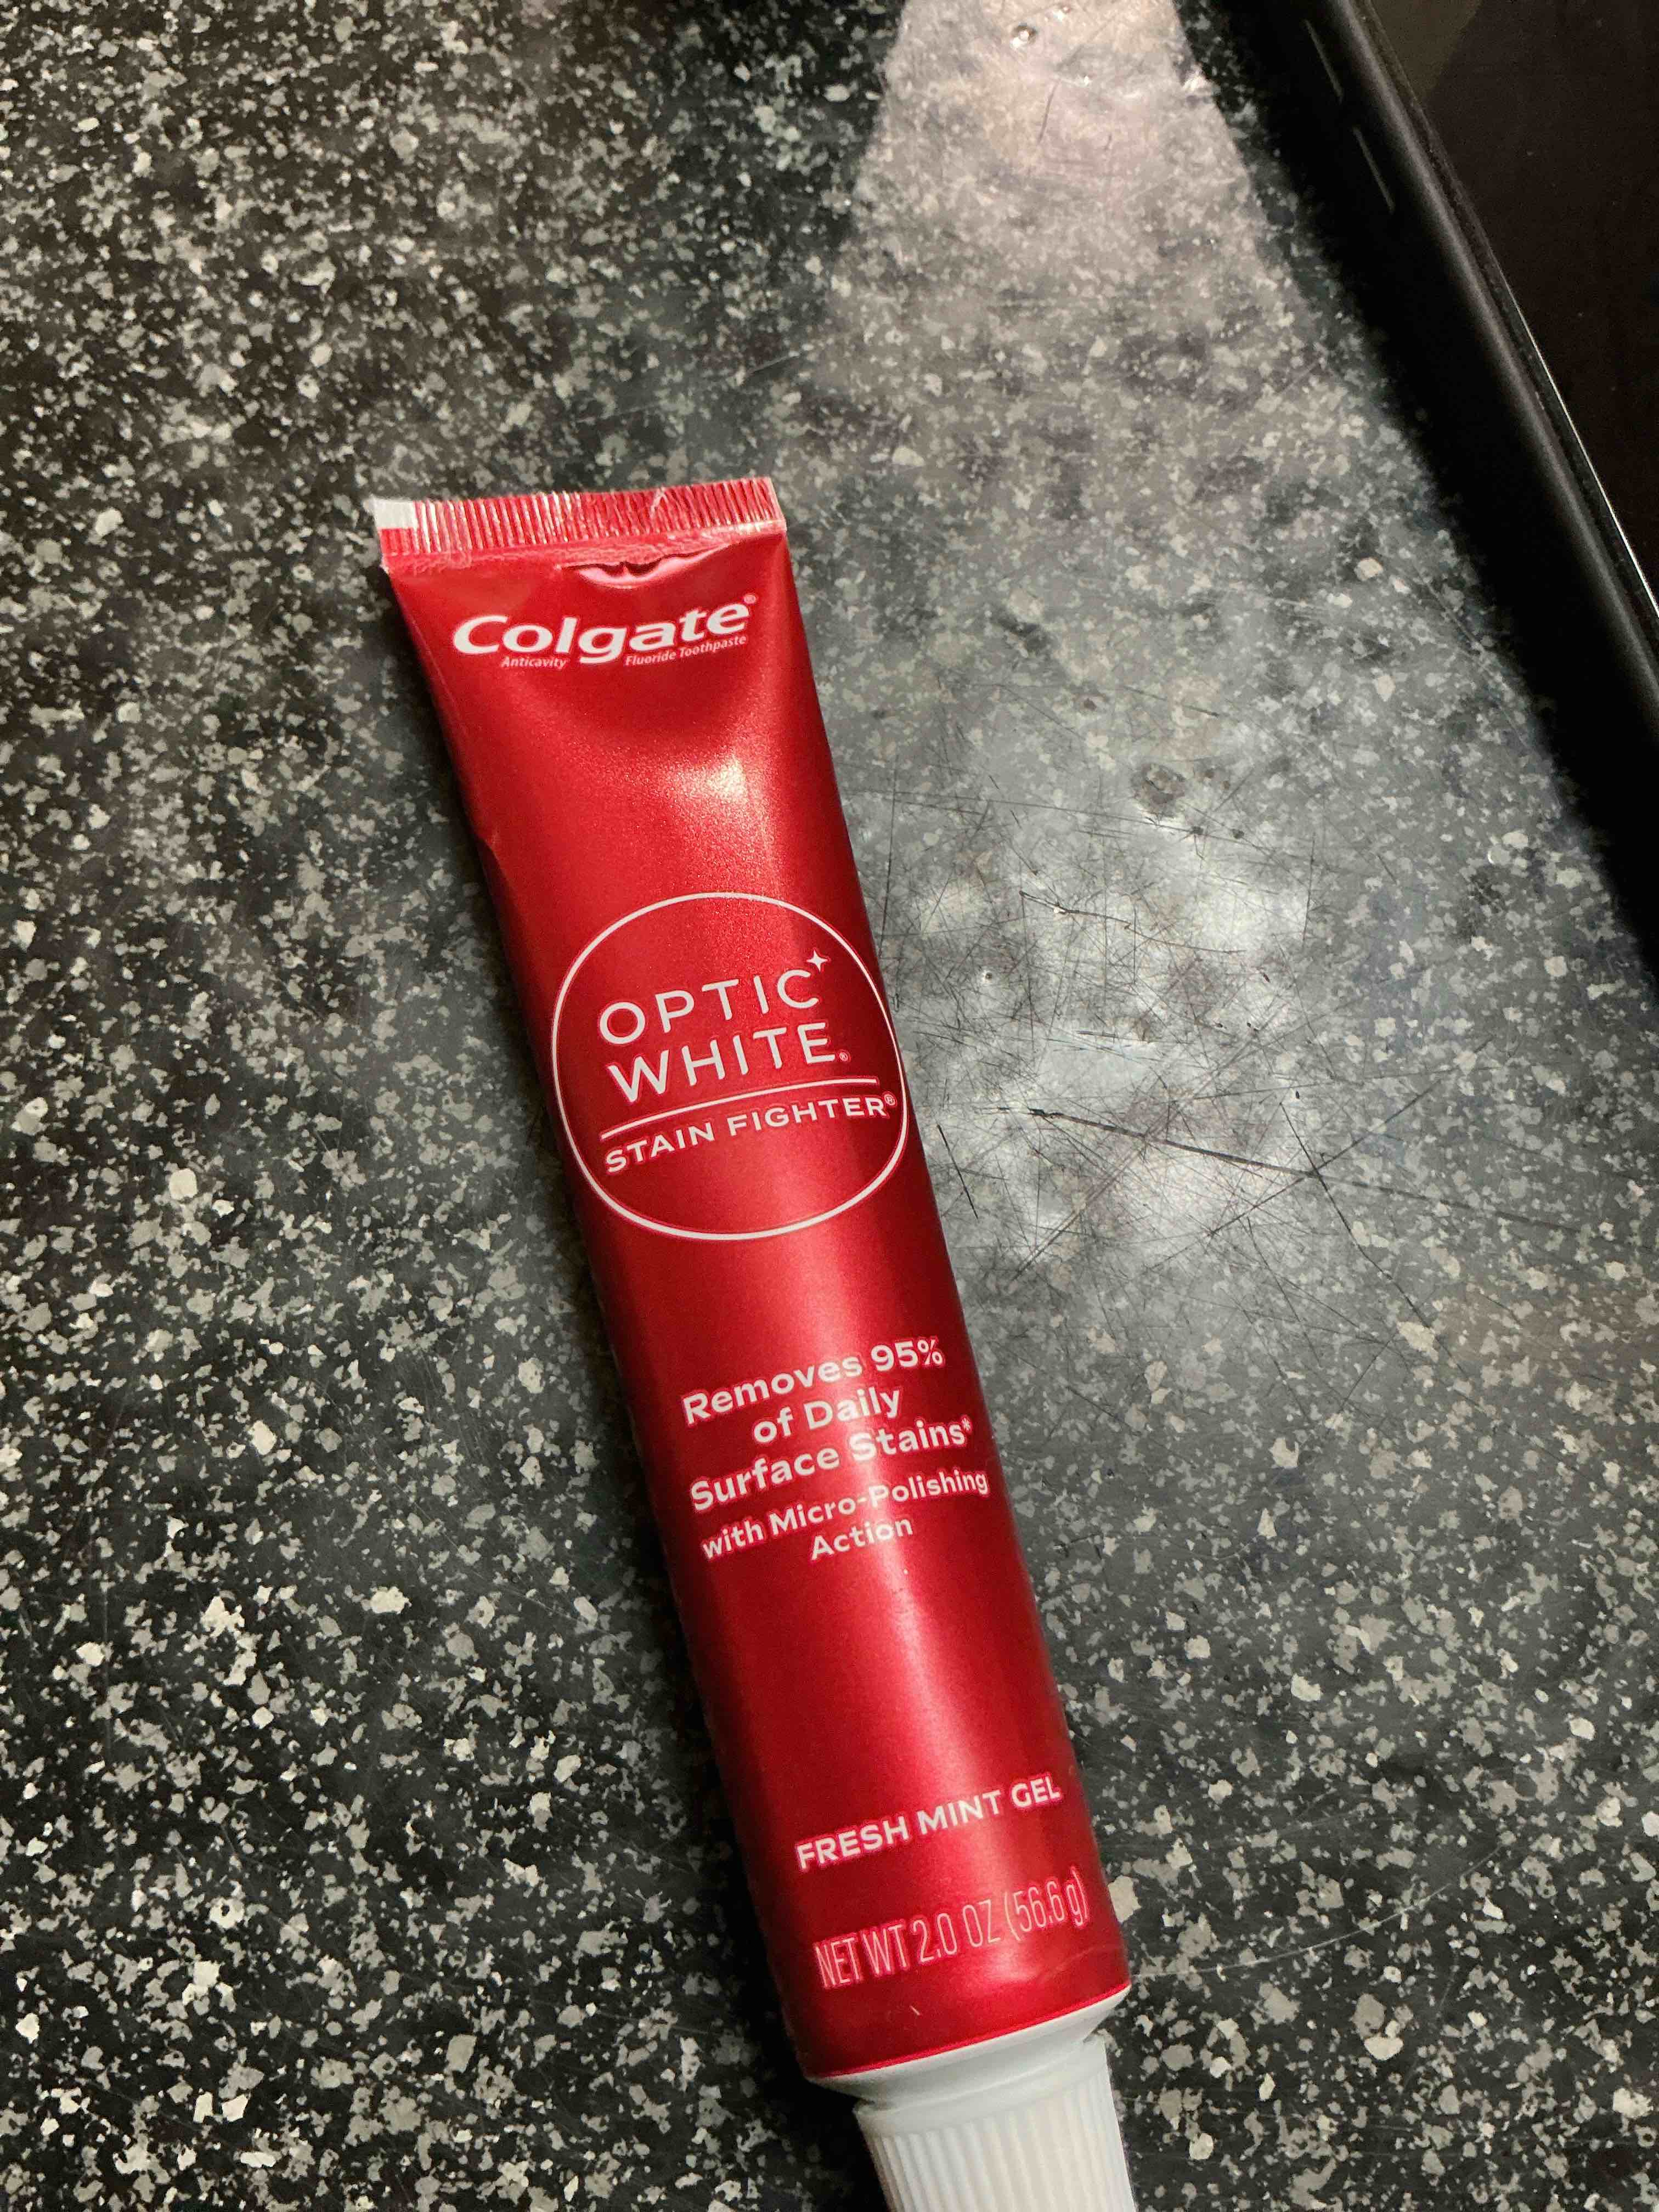 Colgate®
Anticavity Fluoride Toothpaste
OPTIC
WHITE®
STAIN FIGHTER®
Removes 95%
of Daily
Surface Stains*
with Micro-Polishing
Action
FRESH MINT GEL
NET WT 2.0 OZ (56.6 g)